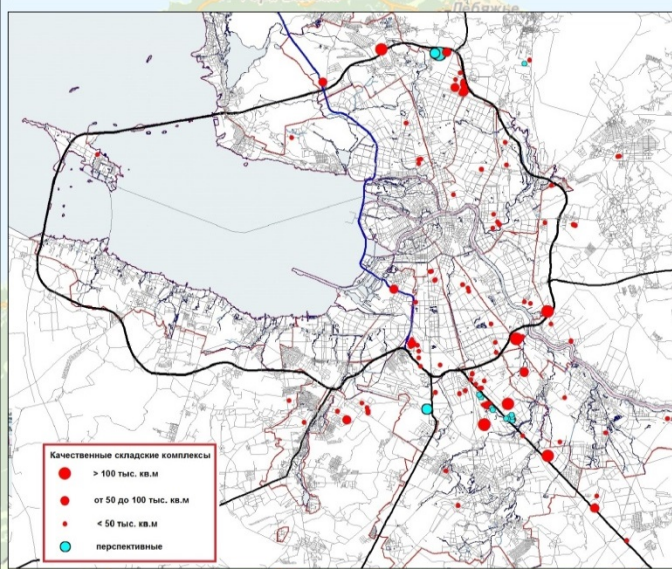 Лебяжье
Качественные складские комплексы
> 100 тыс. кв.м
от 50 до 100 тыс. кв.м
< 50 тыс. кв.м
перспективные